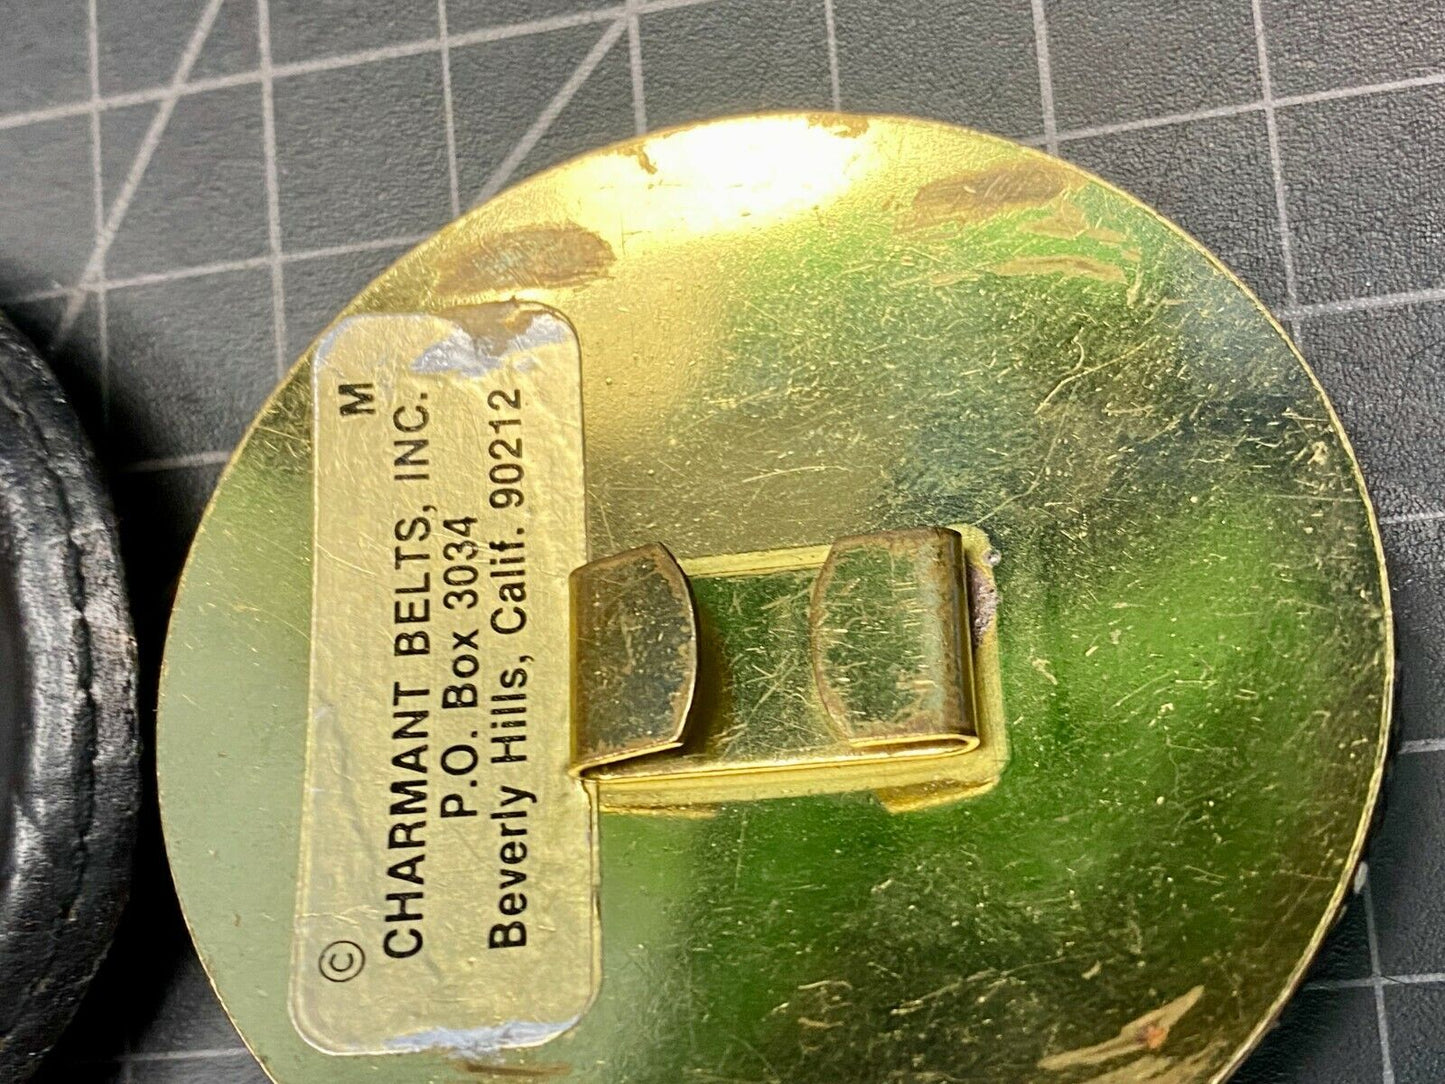 © M
CHARMANT BELTS, INC.
P.O. Box 3034
Beverly Hills, Calif. 90212